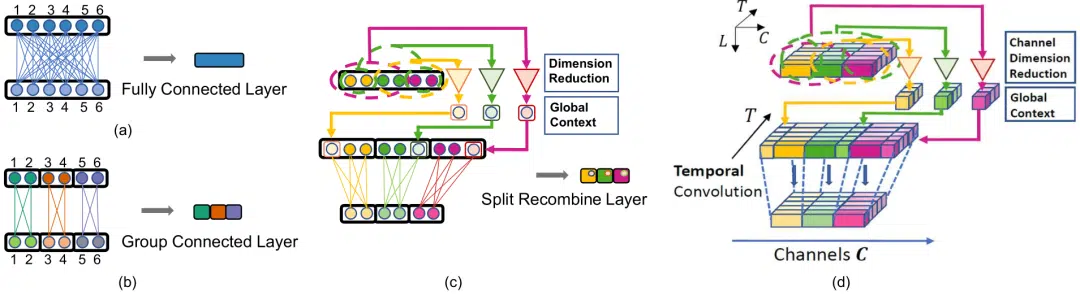 1 2 3 4 5 6
Fully Connected Layer
1 2 3 4 5 6
(a)
1 2 3 4 5 6
Group Connected Layer
1 2 3 4 5 6
(b)
Dimension
Reduction
Global
Context
Split Recombine Layer
(c)
T
C
L
Channel
Dimension
Reduction
Global
Context
T
Temporal
Convolution
Channels C
(d)